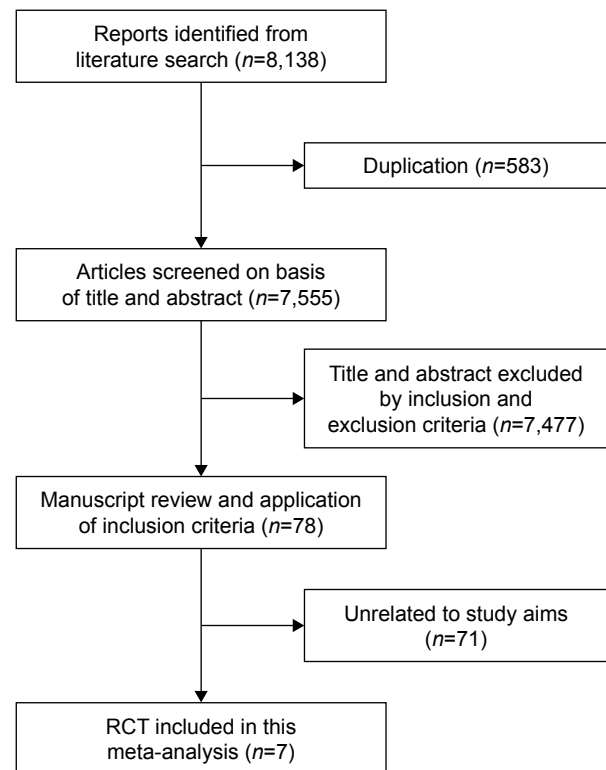 Reports identified from
literature search (n=8,138)
Duplication (n=583)
Articles screened on basis
of title and abstract (n=7,555)
Title and abstract excluded
by inclusion and
exclusion criteria (n=7,477)
Manuscript review and application
of inclusion criteria (n=78)
Unrelated to study aims
(n=71)
RCT included in this
meta-analysis (n=7)